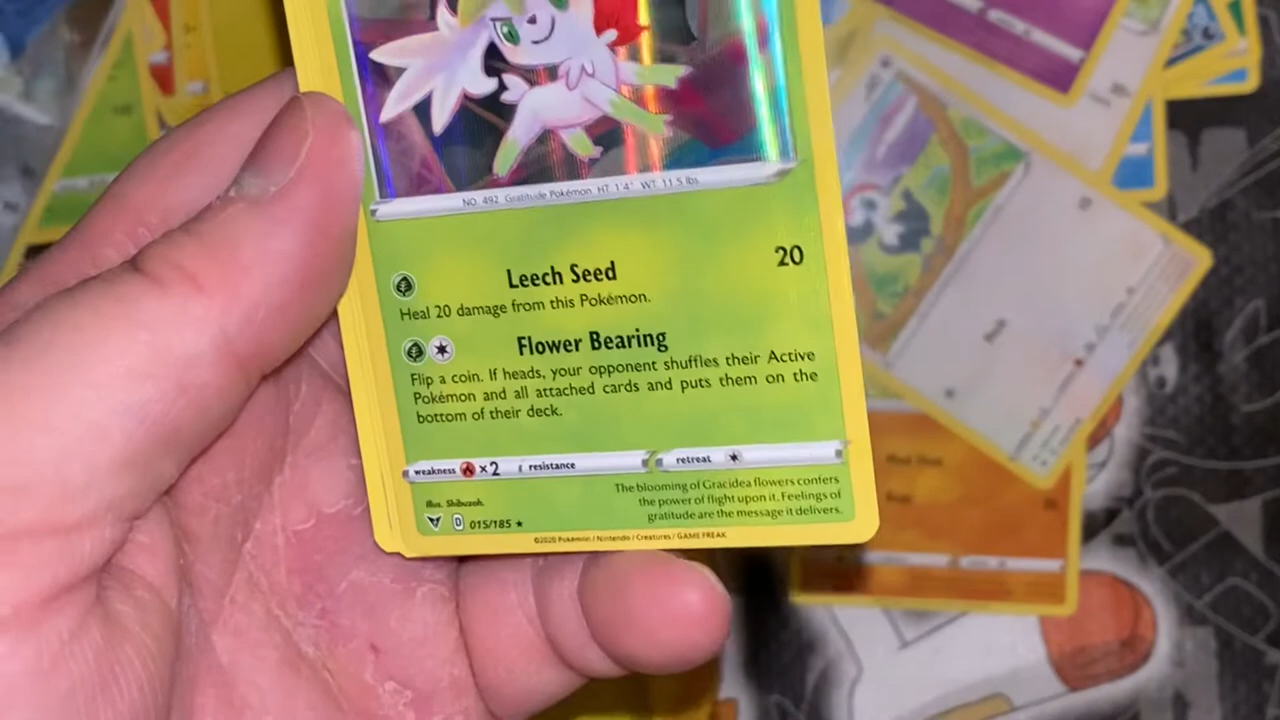 NO. 492 Gratitude Pokémon HT 1'4" WT 11.5 lbs
Leech Seed 20
Heal 20 damage from this Pokémon.
Flower Bearing
Flip a coin. If heads, your opponent shuffles their Active
Pokémon and all attached cards and puts them on the
bottom of their deck.
weakness ×2 resistance retreat
Illus. Shibuzoh.
The blooming of Gracidea flowers confers
the power of flight upon it. Feelings of
gratitude are the message it delivers.
D 015/185 ★
©2020 Pokémon / Nintendo / Creatures / GAME FREAK
Peck